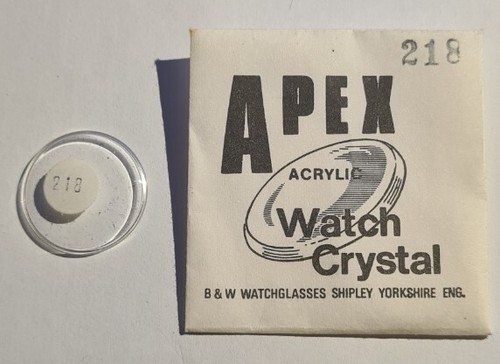 218
APEX
ACRYLIC
Watch
Crystal
B & W WATCHGLASSES SHIPLEY YORKSHIRE ENG.
218